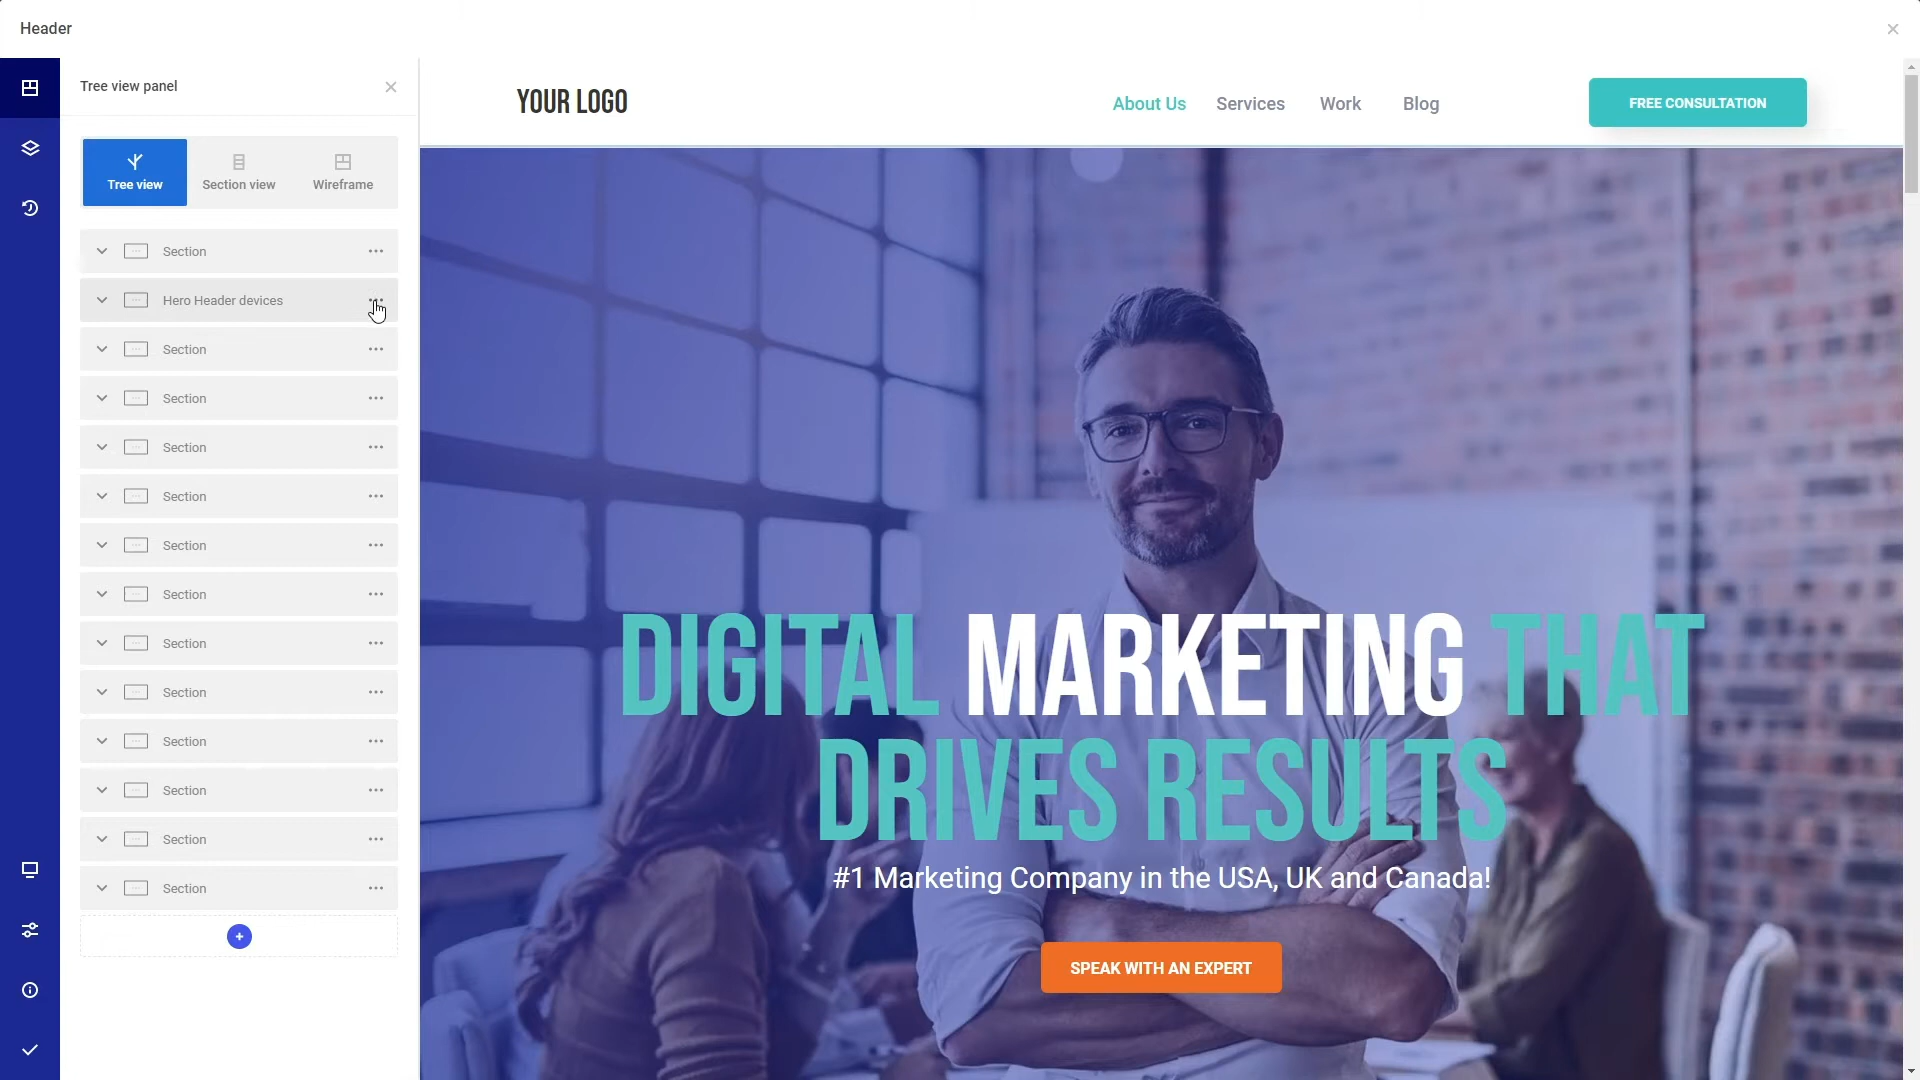 Header
Tree view panel
Tree view
Section view
Wireframe
Section
Hero Header devices
Section
Section
Section
Section
Section
Section
Section
Section
Section
Section
Section
Section
YOUR LOGO
About Us Services Work Blog
FREE CONSULTATION
DIGITAL MARKETING THAT
DRIVES RESULTS
#1 Marketing Company in the USA, UK and Canada!
SPEAK WITH AN EXPERT